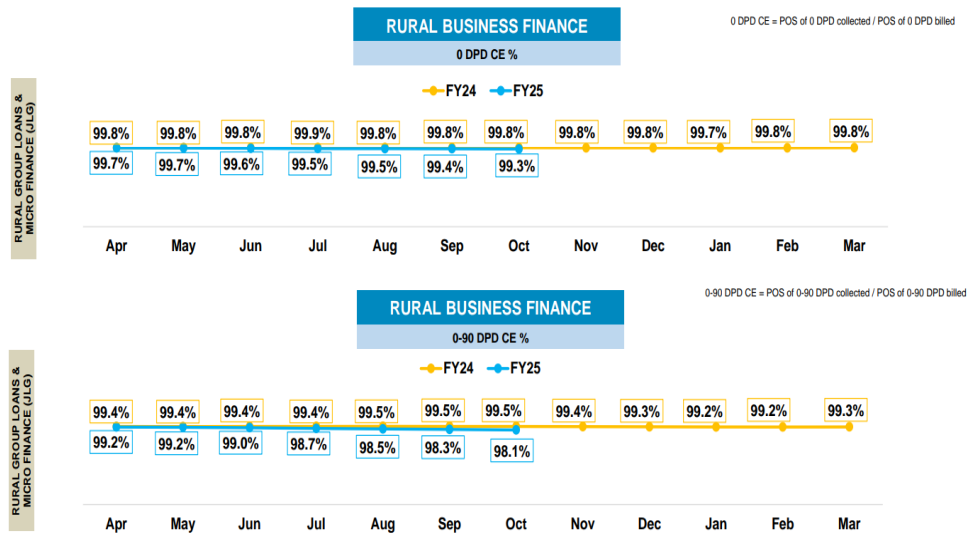 RURAL BUSINESS FINANCE
0 DPD CE = POS of 0 DPD collected / POS of 0 DPD billed
0 DPD CE %
FY24 FY25
RURAL GROUP LOANS &
MICRO FINANCE (JLG)
99.8% 99.8% 99.8% 99.9% 99.8% 99.8% 99.8% 99.8% 99.8% 99.7% 99.8% 99.8%
99.7% 99.7% 99.6% 99.5% 99.5% 99.4% 99.3%
Apr May Jun Jul Aug Sep Oct Nov Dec Jan Feb Mar
RURAL BUSINESS FINANCE
0-90 DPD CE = POS of 0-90 DPD collected / POS of 0-90 DPD billed
0-90 DPD CE %
FY24 FY25
RURAL GROUP LOANS &
MICRO FINANCE (JLG)
99.4% 99.4% 99.4% 99.4% 99.5% 99.5% 99.5% 99.4% 99.3% 99.2% 99.2% 99.3%
99.2% 99.2% 99.0% 98.7% 98.5% 98.3% 98.1%
Apr May Jun Jul Aug Sep Oct Nov Dec Jan Feb Mar